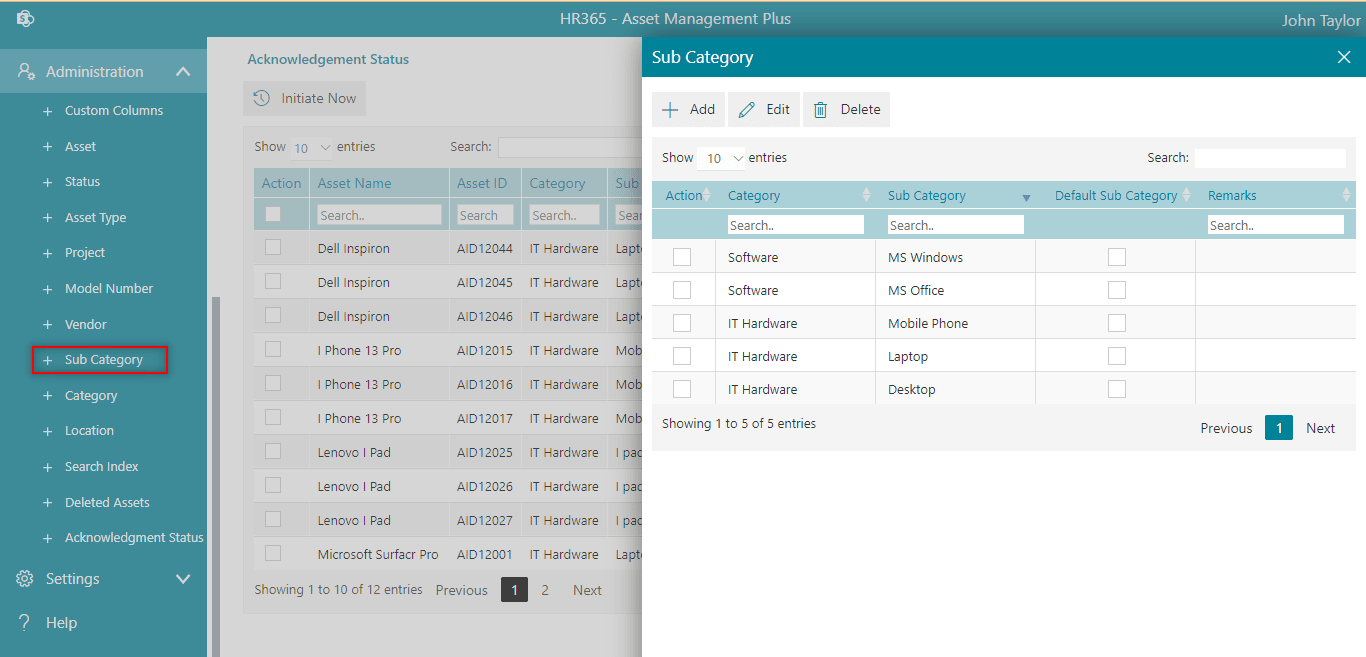 HR365 - Asset Management Plus
John Taylor
Administration
Custom Columns
Asset
Status
Asset Type
Project
Model Number
Vendor
Sub Category
Category
Location
Search Index
Deleted Assets
Acknowledgment Status
Settings
Help
Acknowledgement Status
Initiate Now
Show 10 entries Search:
Action Asset Name Asset ID Category Sub
Search.. Search Search.. Sear
Dell Inspiron AID12044 IT Hardware Lapt
Dell Inspiron AID12045 IT Hardware Lapt
Dell Inspiron AID12046 IT Hardware Lapt
I Phone 13 Pro AID12015 IT Hardware Mob
I Phone 13 Pro AID12016 IT Hardware Mob
I Phone 13 Pro AID12017 IT Hardware Mob
Lenovo I Pad AID12025 IT Hardware I pad
Lenovo I Pad AID12026 IT Hardware I pad
Lenovo I Pad AID12027 IT Hardware I pad
Microsoft Surfacr Pro AID12001 IT Hardware Lapt
Showing 1 to 10 of 12 entries Previous 1 2 Next
Sub Category
Add Edit Delete
Show 10 entries Search:
Action Category Sub Category Default Sub Category Remarks
Search.. Search.. Search..
Software MS Windows
Software MS Office
IT Hardware Mobile Phone
IT Hardware Laptop
IT Hardware Desktop
Showing 1 to 5 of 5 entries
Previous 1 Next